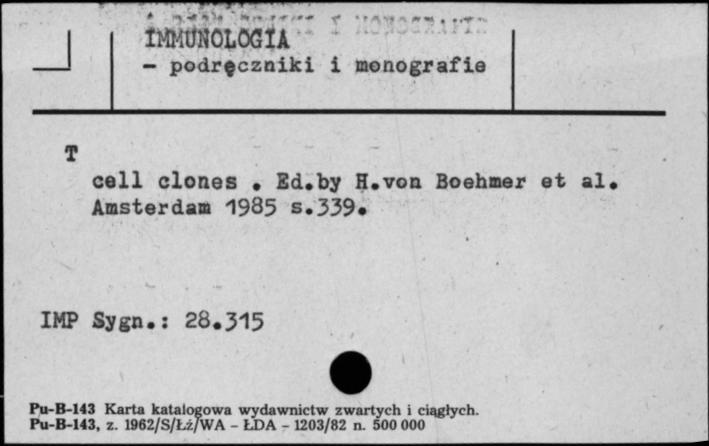 IMMUNOLOGIA
- podręczniki i monografie
T
cell clones . Ed.by H.von Boehmer et al.
Amsterdam 1985 s.339.
IMP Sygn.: 28.315
Pu-B-143 Karta katalogowa wydawnictw zwartych i ciągłych.
Pu-B-143, z. 1962/S/Łź/WA - ŁDA - 1203/82 n. 500 000